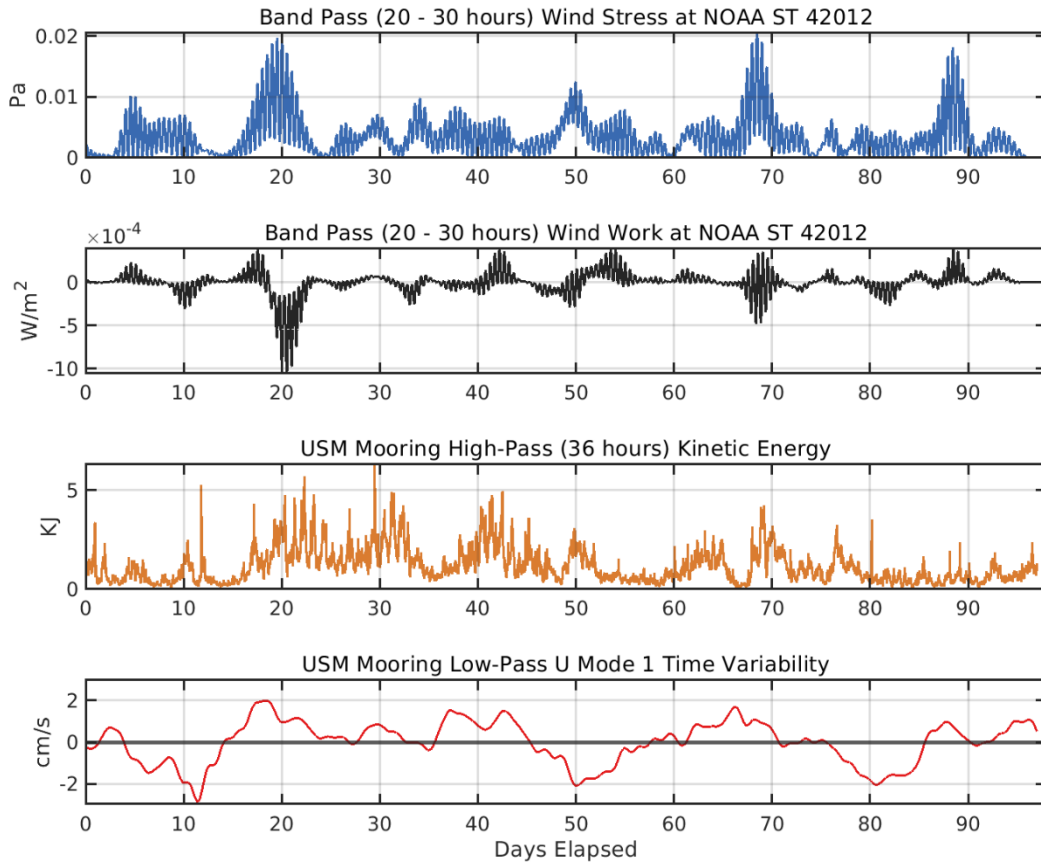 Band Pass (20 - 30 hours) Wind Stress at NOAA ST 42012
0.02
0.01
0
Pa
0 10 20 30 40 50 60 70 80 90
×10⁻⁴ Band Pass (20 - 30 hours) Wind Work at NOAA ST 42012
0
-5
-10
W/m²
0 10 20 30 40 50 60 70 80 90
USM Mooring High-Pass (36 hours) Kinetic Energy
5
0
KJ
0 10 20 30 40 50 60 70 80 90
USM Mooring Low-Pass U Mode 1 Time Variability
2
0
-2
cm/s
0 10 20 30 40 50 60 70 80 90
Days Elapsed